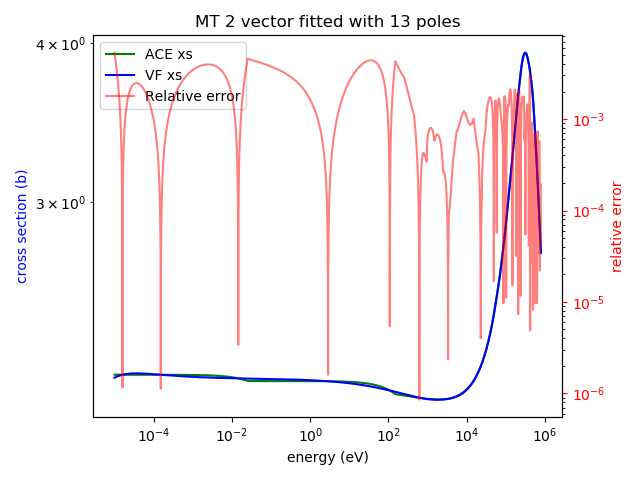 MT 2 vector fitted with 13 poles
ACE xs
VF xs
Relative error
4 × 10⁰
3 × 10⁰
cross section (b)
10⁻³
10⁻⁴
10⁻⁵
10⁻⁶
relative error
10⁻⁴
10⁻²
10⁰
10²
10⁴
10⁶
energy (eV)